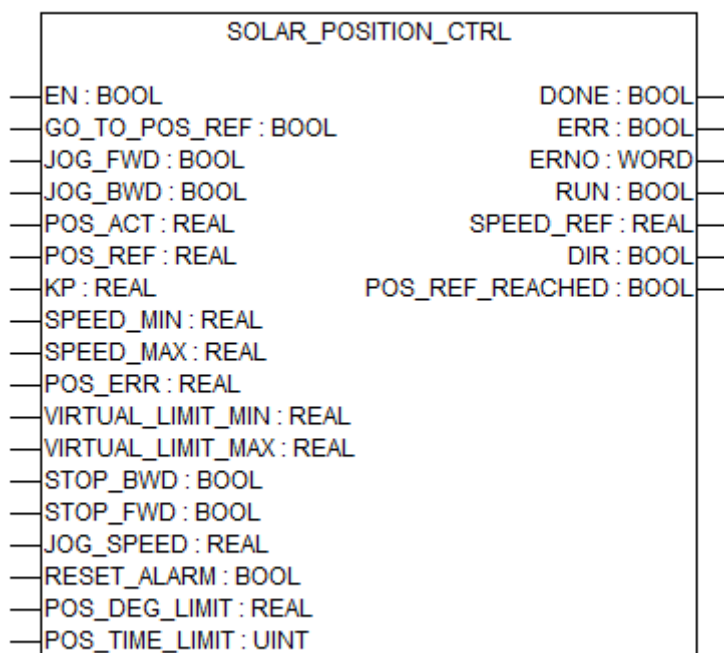 SOLAR_POSITION_CTRL
EN : BOOL DONE : BOOL
GO_TO_POS_REF : BOOL ERR : BOOL
JOG_FWD : BOOL ERNO : WORD
JOG_BWD : BOOL RUN : BOOL
POS_ACT : REAL SPEED_REF : REAL
POS_REF : REAL DIR : BOOL
KP : REAL POS_REF_REACHED : BOOL
SPEED_MIN : REAL
SPEED_MAX : REAL
POS_ERR : REAL
VIRTUAL_LIMIT_MIN : REAL
VIRTUAL_LIMIT_MAX : REAL
STOP_BWD : BOOL
STOP_FWD : BOOL
JOG_SPEED : REAL
RESET_ALARM : BOOL
POS_DEG_LIMIT : REAL
POS_TIME_LIMIT : UINT